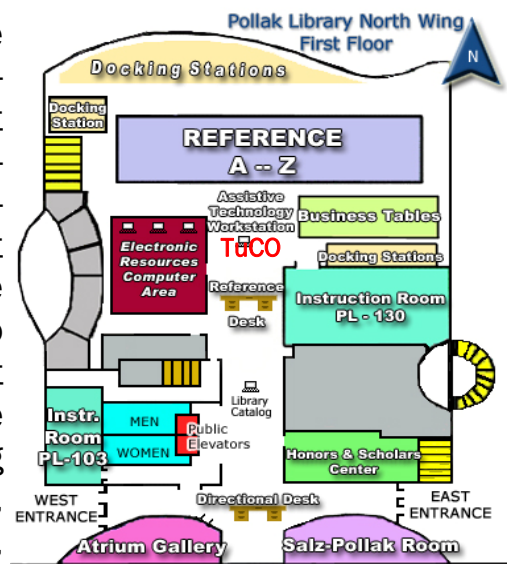 Pollak Library North Wing
First Floor
N
Docking Stations
Docking
Station
REFERENCE
A -- Z
Assistive
Technology
Workstation
Business Tables
TuCO
Electronic
Resources
Computer
Area
Docking Stations
Reference
Desk
Instruction Room
PL - 130
Library
Catalog
Instr.
Room
PL-103
MEN
WOMEN
Public
Elevators
Honors & Scholars
Center
WEST
ENTRANCE
Directional Desk
EAST
ENTRANCE
Atrium Gallery
Salz-Pollak Room